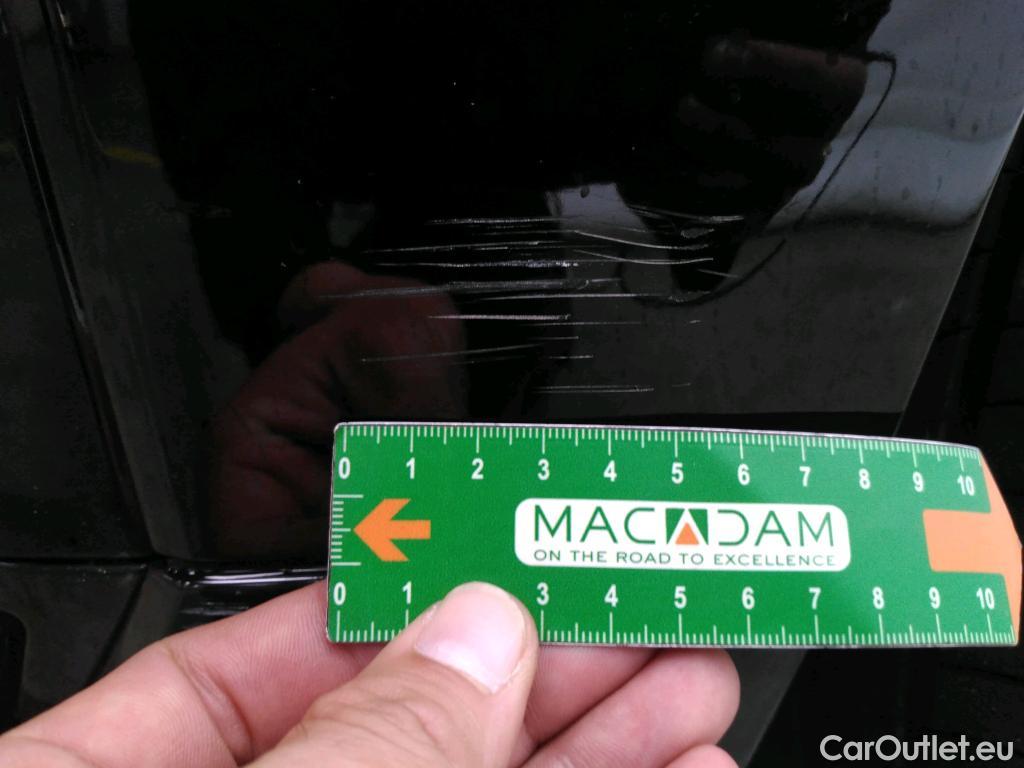 0 1 2 3 4 5 6 7 8 9 10
MACADAM
ON THE ROAD TO EXCELLENCE
0 1 3 4 5 6 7 8 9 10
CarOutlet.eu